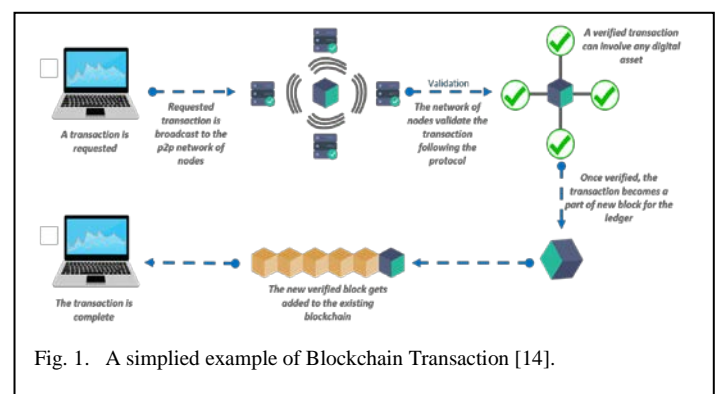 A transaction is
requested
Requested
transaction is
broadcast to the
p2p network of
nodes
Validation
The network of
nodes validate the
transaction
following the
protocol
A verified transaction
can involve any digital
asset
Once verified, the
transaction becomes a
part of new block for the
ledger
The new verified block gets
added to the existing
blockchain
The transaction is
complete
Fig. 1. A simplied example of Blockchain Transaction [14].